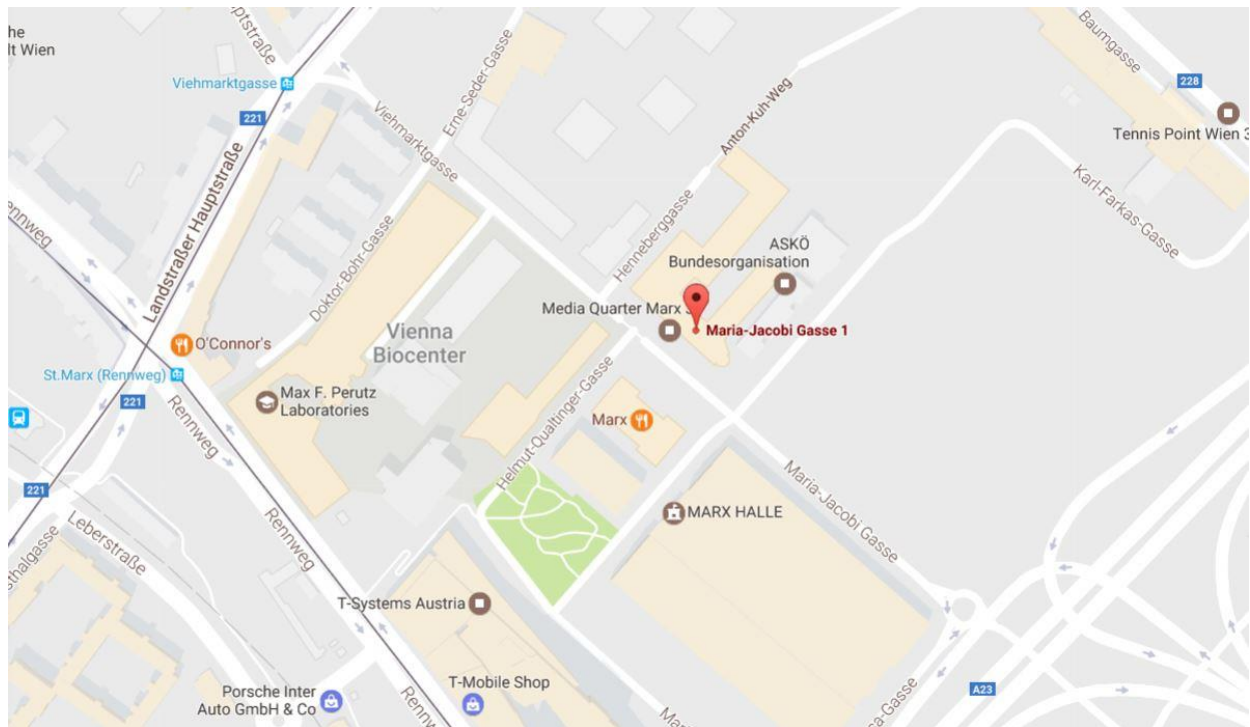 he
lt Wien
Viehmarktgasse
221
Landstraßer Hauptstraße
Viehmarktgasse
Erne-Seder-Gasse
Anton-Kuh-Weg
Henneberggasse
Baumgasse
228
Tennis Point Wien 3
Karl-Farkas-Gasse
ASKÖ
Bundesorganisation
Media Quarter Marx 3
Maria-Jacobi Gasse 1
Doktor-Bohr-Gasse
Vienna
Biocenter
O'Connor's
St.Marx (Rennweg)
221
Rennweg
Max F. Perutz
Laboratories
Helmut-Qualtinger-Gasse
Marx
MARX HALLE
Maria-Jacobi Gasse
221
Leberstraße
Rennweg
T-Systems Austria
T-Mobile Shop
Porsche Inter
Auto GmbH & Co
Rennweg
A23